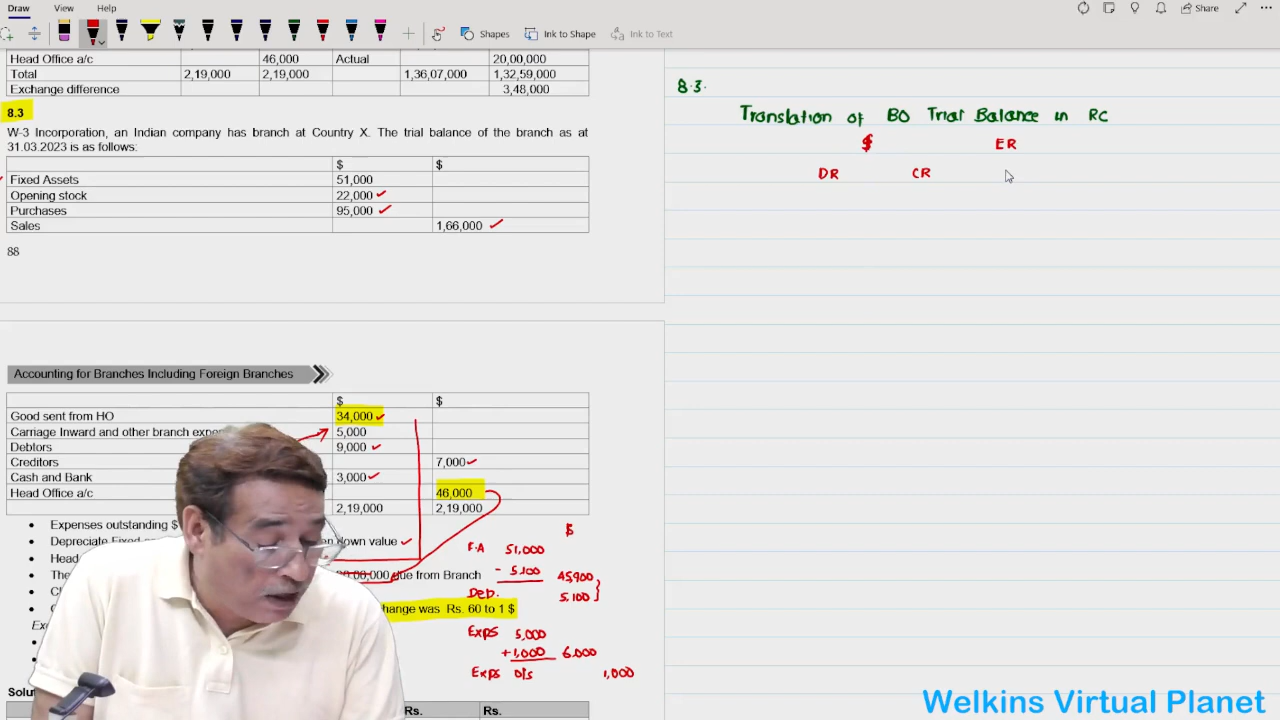 Draw View Help
Shapes Ink to Shape Ink to Text Share
Head Office a/c 46,000 Actual 20,00,000
Total 2,19,000 2,19,000 1,36,07,000 1,32,59,000
Exchange difference 3,48,000
8.3
W-3 Incorporation, an Indian company has branch at Country X. The trial balance of the branch as at
31.03.2023 is as follows:
$ $
Fixed Assets 51,000
Opening stock 22,000
Purchases 95,000
Sales 1,66,000
88
Accounting for Branches Including Foreign Branches
$ $
Good sent from HO 34,000
Carriage Inward and other branch 5,000
Debtors 9,000
Creditors 7,000
Cash and Bank 3,000
Head Office a/c 46,000
2,19,000 2,19,000
• Expenses outstanding $
• Depreciate Fixed down value
• Head
• The due from Branch
change was Rs. 60 to 1 $
Rs. Rs.
$
F.A 51,000
- 5,100 45,900
Dep. 5,100
Exps 5,000
+1,000 6,000
Exps o/s 1,000
8.3.
Translation of BO Trial Balance in RC
$ ER
DR CR
Welkins Virtual Planet